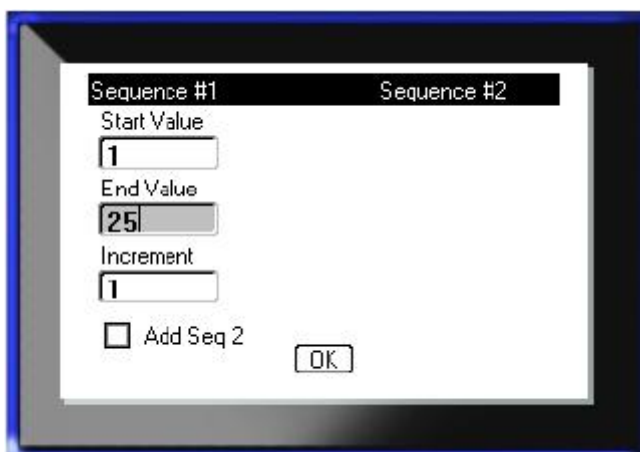 Sequence #1 Sequence #2
Start Value
1
End Value
25
Increment
1
Add Seq 2
OK